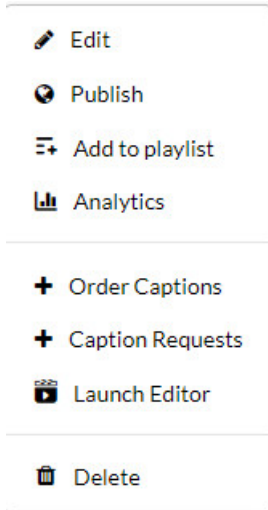 Edit
Publish
Add to playlist
Analytics
Order Captions
Caption Requests
Launch Editor
Delete